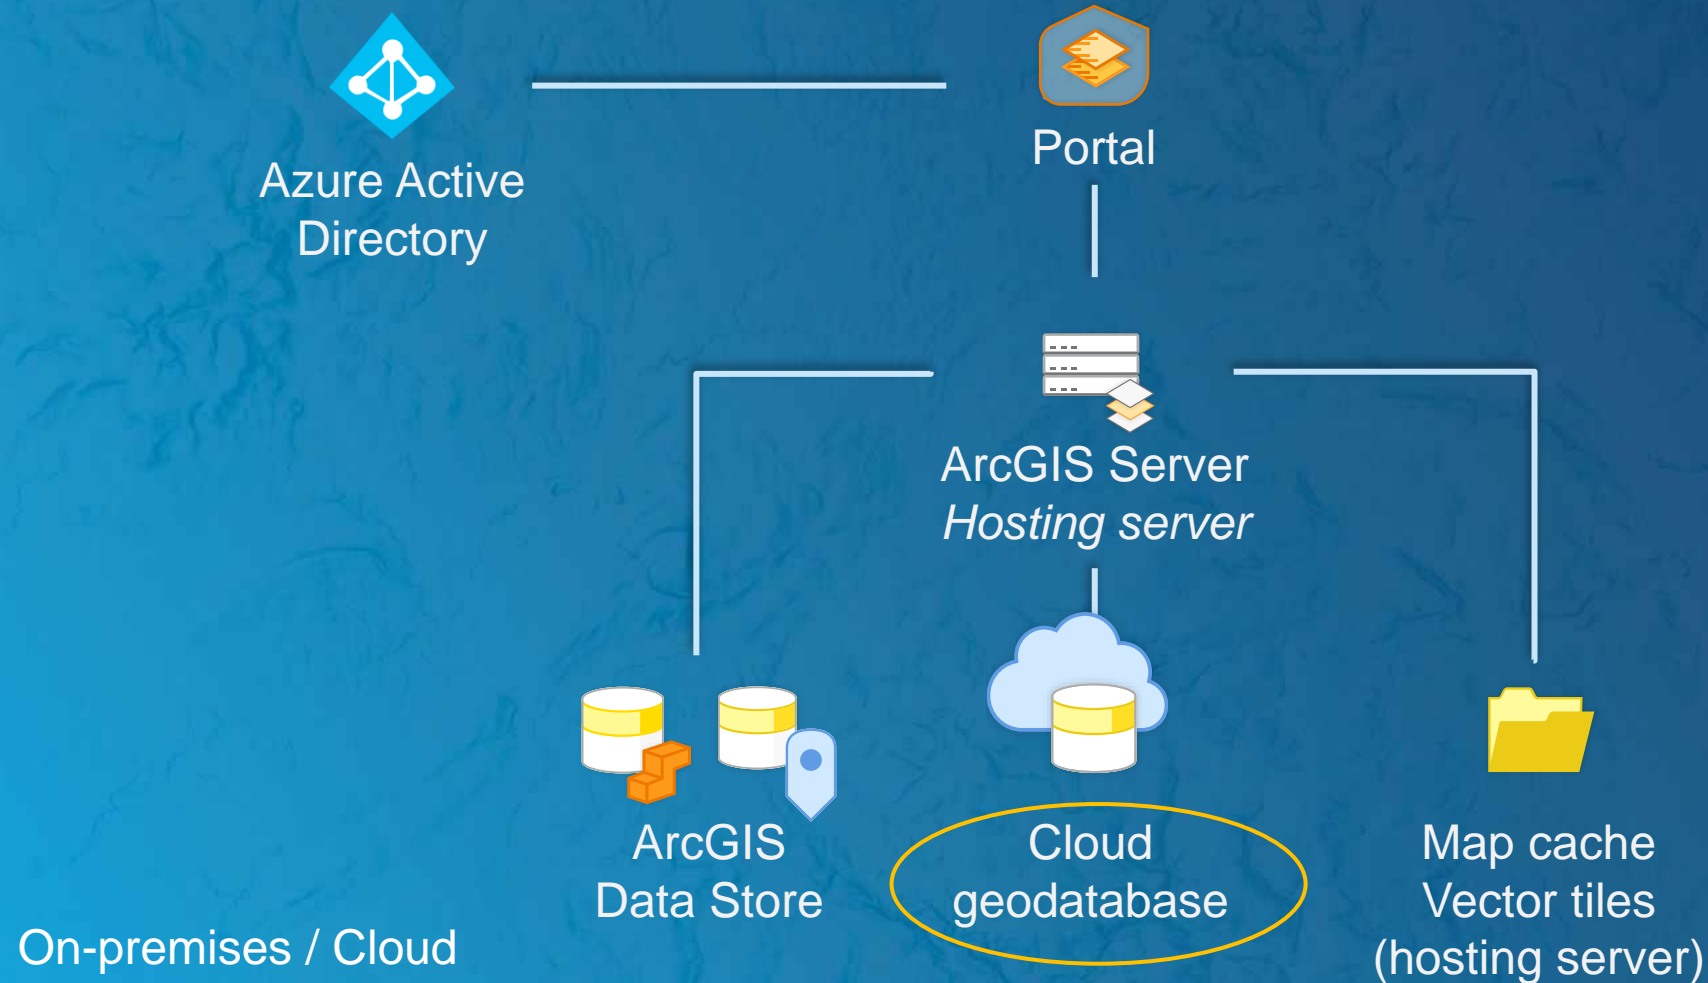 Azure Active
Directory
Portal
ArcGIS Server
Hosting server
ArcGIS
Data Store
Cloud
geodatabase
Map cache
Vector tiles
(hosting server)
On-premises / Cloud